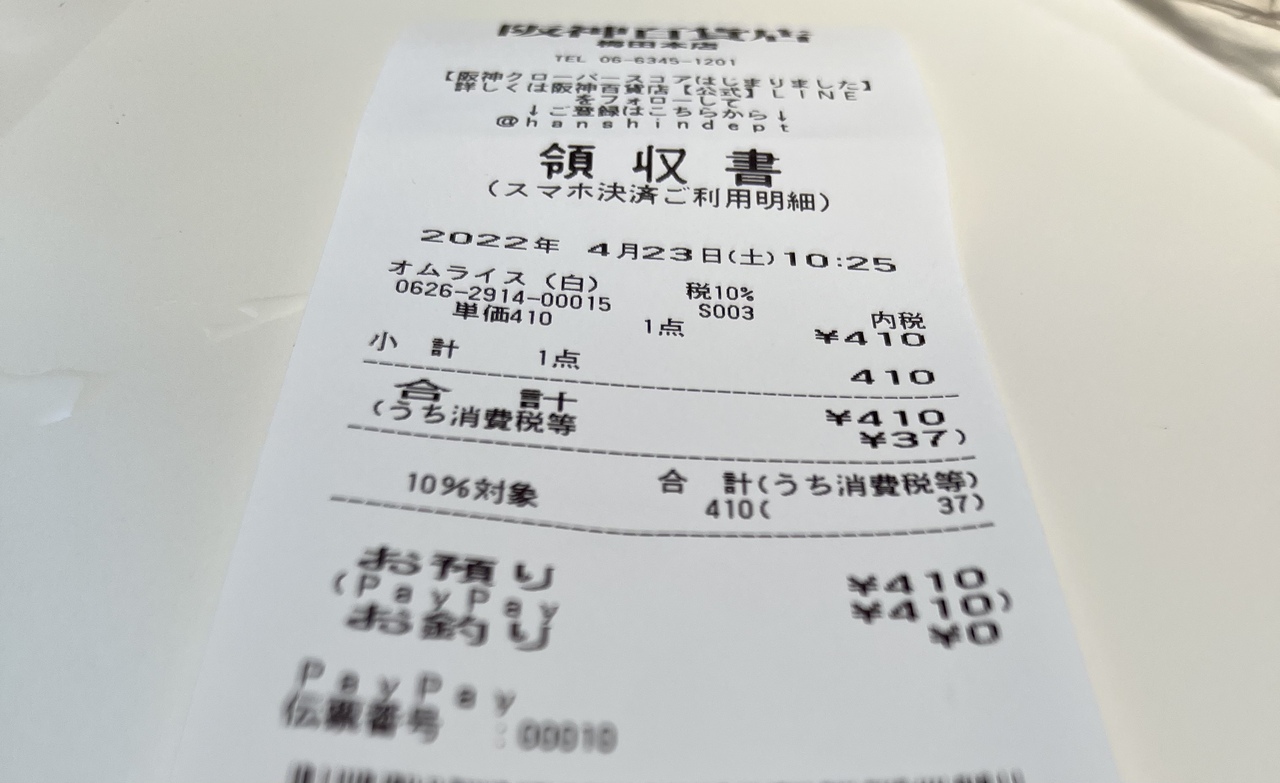 阪神百貨店
梅田本店
TEL 06-6345-1201
【阪神クローバースコアはじまりました】
詳しくは阪神百貨店【公式】LINE
をフォローして
↓ご登録はこちらから↓
@hanshindept
領収書
(スマホ決済ご利用明細)
2022年 4月23日(土)10:25
オムライス(白) 税10% 内税
0626-2914-00015 S003
単価410 1点 ¥410
小 計 1点 410
合 計 ¥410
(うち消費税等 ¥37)
合 計(うち消費税等)
10%対象 410( 37)
お預り ¥410
(PayPay ¥410)
お釣り ¥0
PayPay
伝票番号 :00010